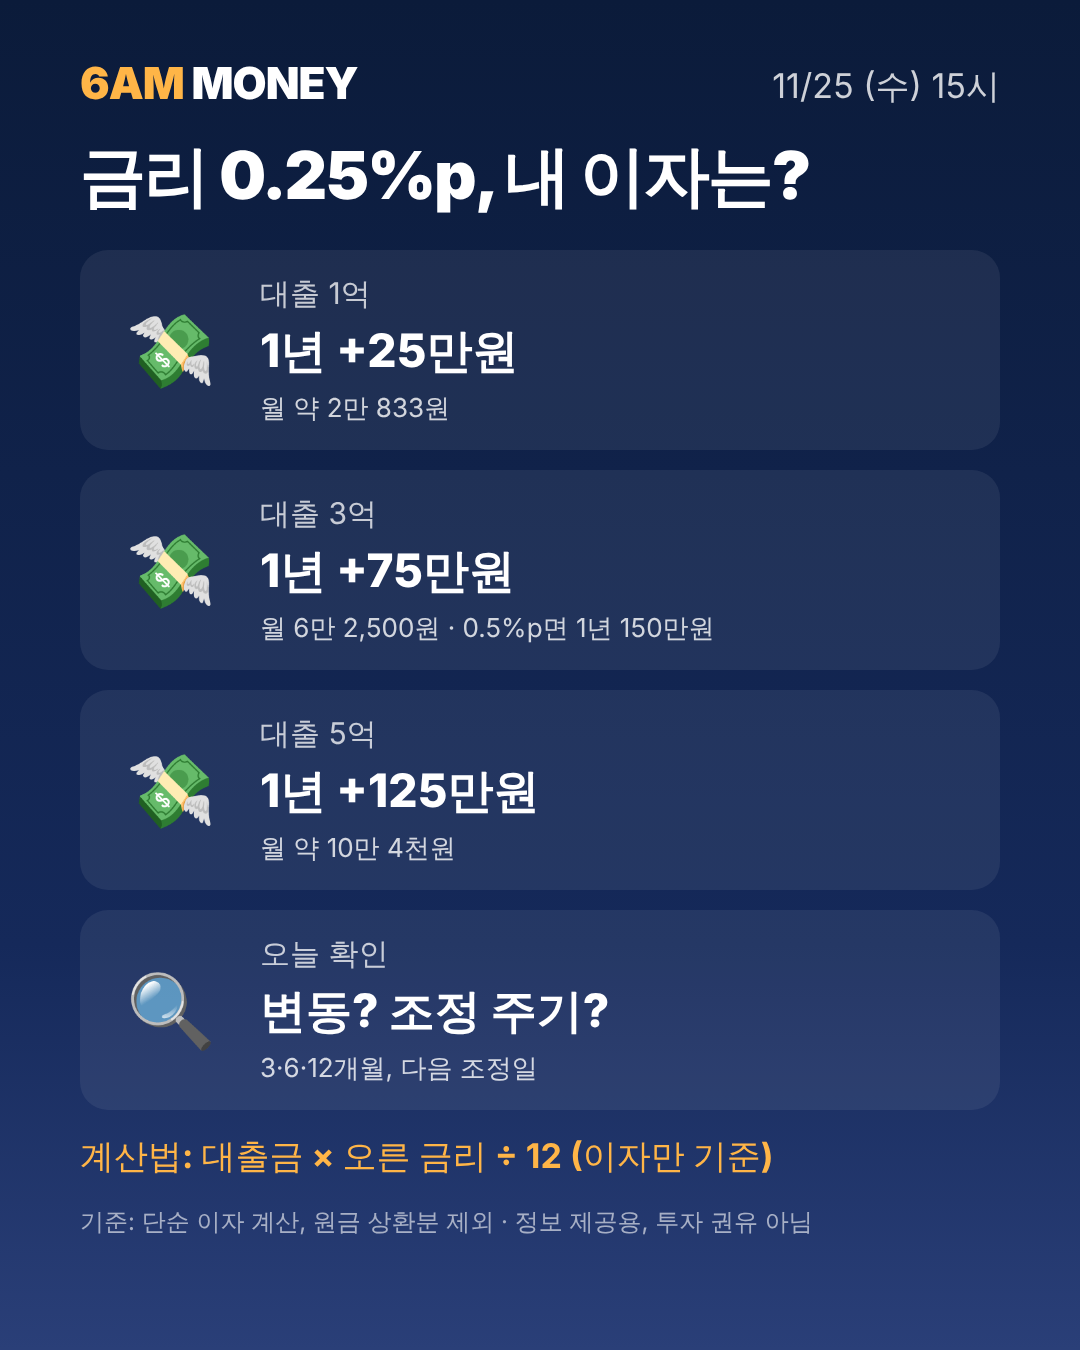 6AM MONEY
11/25 (수) 15시
금리 0.25%p, 내 이자는?
대출 1억
1년 +25만원
월 약 2만 833원
대출 3억
1년 +75만원
월 6만 2,500원 · 0.5%p면 1년 150만원
대출 5억
1년 +125만원
월 약 10만 4천원
오늘 확인
변동? 조정 주기?
3·6·12개월, 다음 조정일
계산법: 대출금 × 오른 금리 ÷ 12 (이자만 기준)
기준: 단순 이자 계산, 원금 상환분 제외 · 정보 제공용, 투자 권유 아님